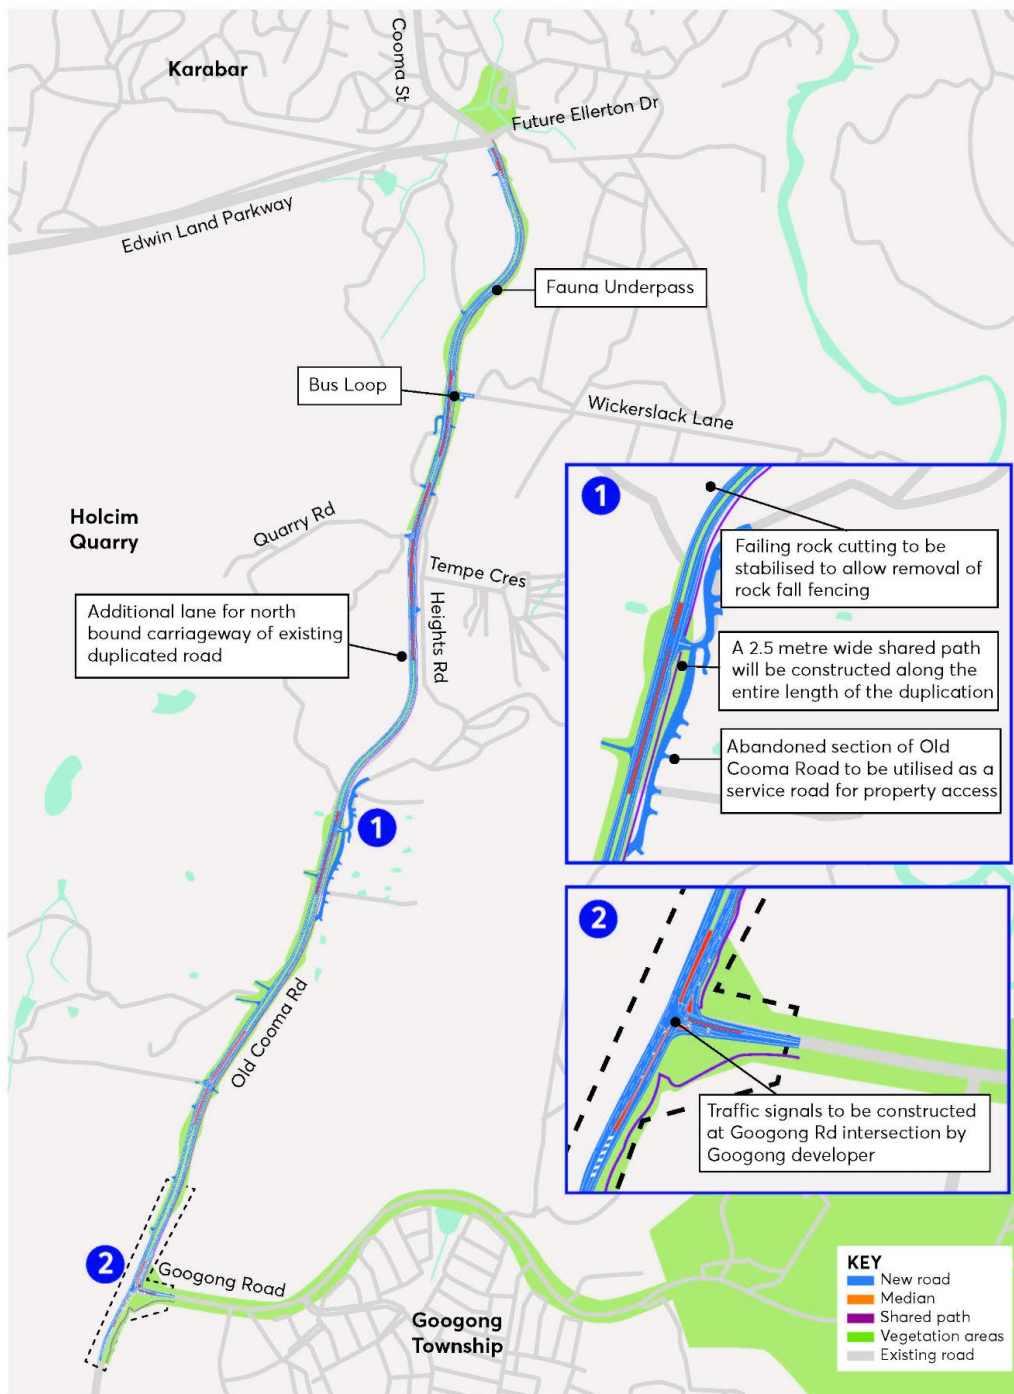 Karabar
Cooma St
Future Ellerton Dr
Edwin Land Parkway
Fauna Underpass
Bus Loop
Wickerslack Lane
Holcim
Quarry
Quarry Rd
Tempe Cres
Heights Rd
Additional lane for north
bound carriageway of existing
duplicated road
1
Failing rock cutting to be
stabilised to allow removal of
rock fall fencing
A 2.5 metre wide shared path
will be constructed along the
entire length of the duplication
Abandoned section of Old
Cooma Road to be utilised as a
service road for property access
1
Old Cooma Rd
2
Traffic signals to be constructed
at Googong Rd intersection by
Googong developer
2
Googong Road
Googong
Township
KEY
New road
Median
Shared path
Vegetation areas
Existing road